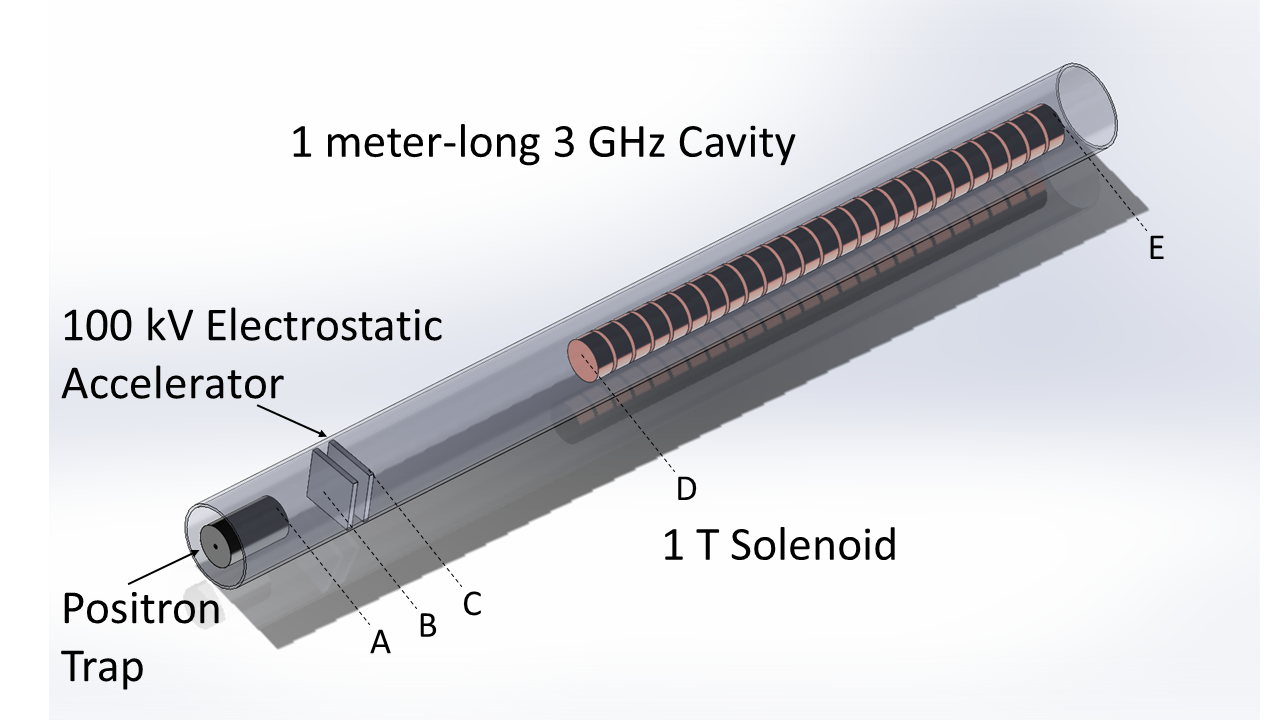 1 meter-long 3 GHz Cavity
E
100 kV Electrostatic
Accelerator
D
1 T Solenoid
C
B
A
Positron
Trap